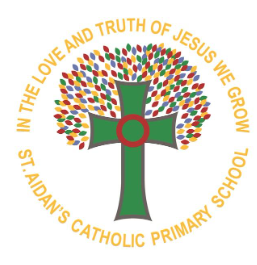 IN THE LOVE AND TRUTH OF JESUS WE GROW
ST. AIDAN'S CATHOLIC PRIMARY SCHOOL